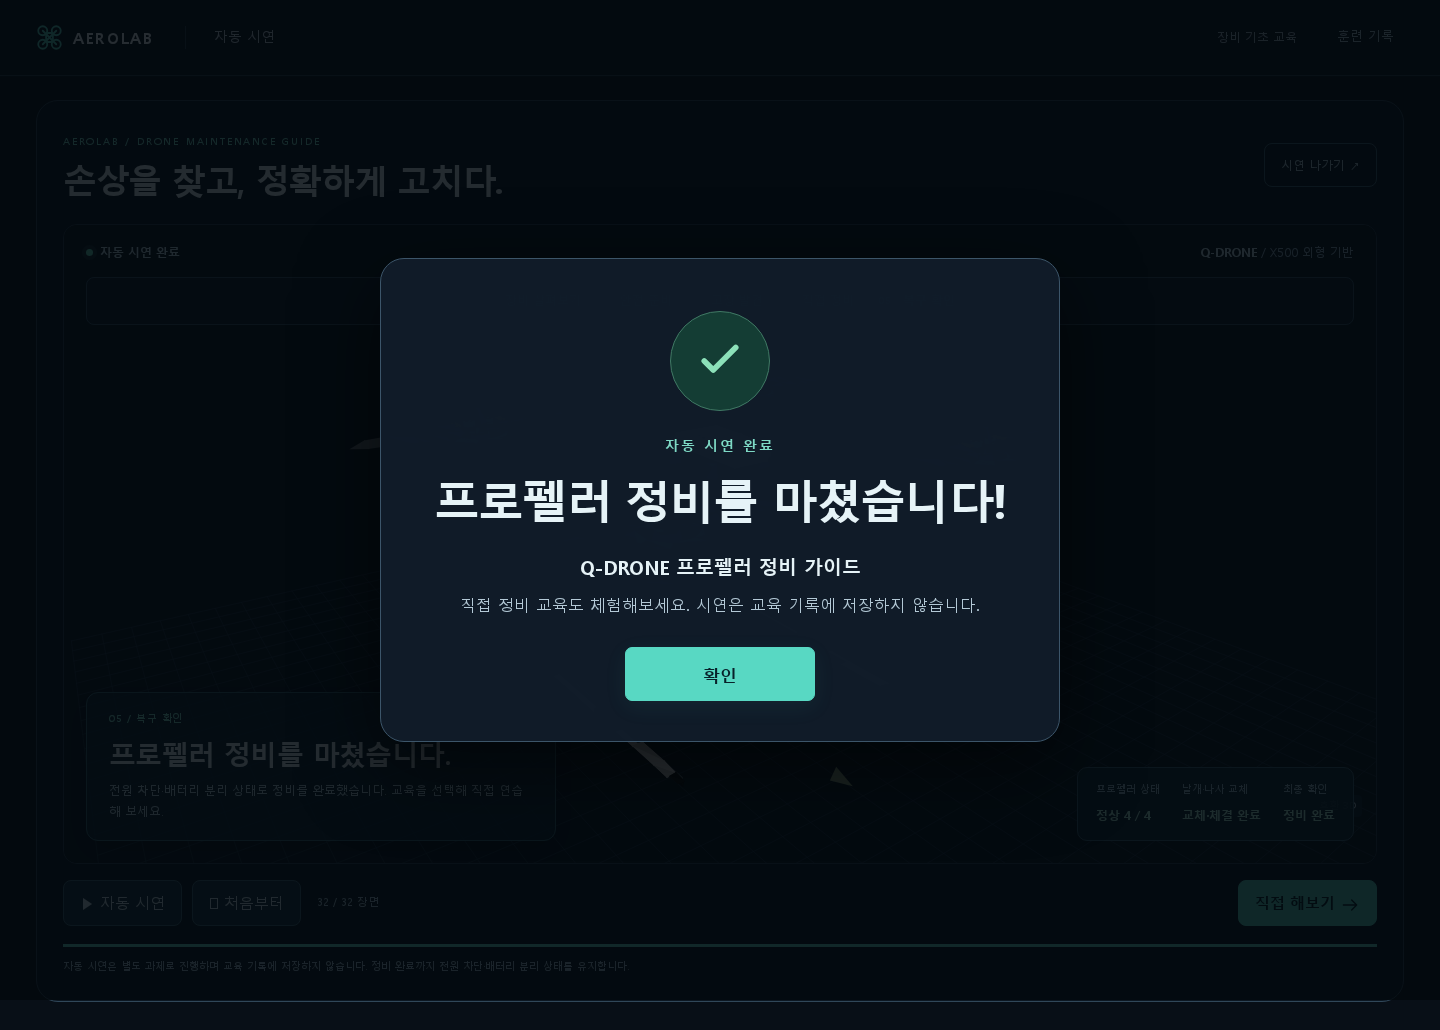 AEROLAB
자동 시연
장비 기초 교육
훈련 기록
AEROLAB / DRONE MAINTENANCE GUIDE
손상을 찾고, 정확하게 고치다.
시연 나가기 ↗
자동 시연 완료
Q-DRONE / X500 외형 기반
자동 시연 완료
프로펠러 정비를 마쳤습니다!
Q-DRONE 프로펠러 정비 가이드
직접 정비 교육도 체험해보세요. 시연은 교육 기록에 저장하지 않습니다.
확인
05 / 복구 확인
프로펠러 정비를 마쳤습니다.
전원 차단·배터리 분리 상태로 정비를 완료했습니다. 교육을 선택해 직접 연습
해 보세요.
프로펠러 상태
날개·나사 교체
최종 확인
정상 4 / 4
교체·체결 완료
정비 완료
자동 시연
처음부터
32 / 32 장면
직접 해보기 →
자동 시연은 별도 과제로 진행하며 교육 기록에 저장하지 않습니다. 정비 완료까지 전원 차단·배터리 분리 상태를 유지합니다.